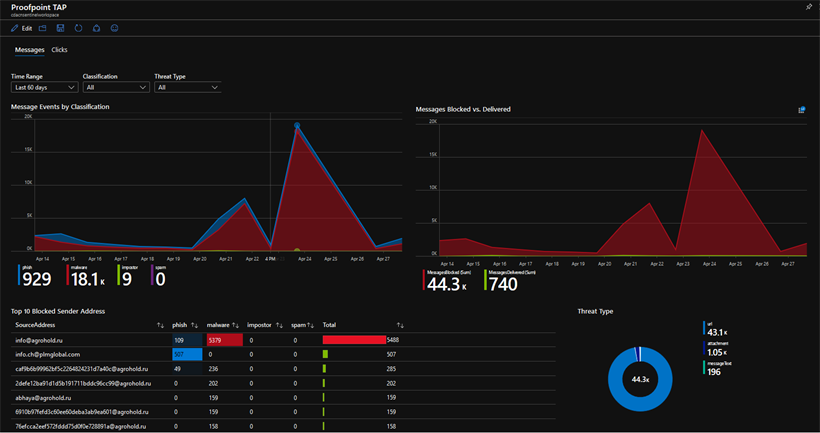 Proofpoint TAP
Edit
Messages Clicks
Time Range Classification Threat Type
Last 60 days All All
Message Events by Classification
20K
15K
10K
5K
0K
Apr 14 Apr 15 Apr 16 Apr 17 Apr 18 Apr 19 Apr 20 Apr 21 Apr 22 4 PM Apr 24 Apr 25 Apr 26 Apr 27
phish malware impostor spam
929 18.1 K 9 0
Messages Blocked vs. Delivered
20K
15K
10K
5K
0K
Apr 14 Apr 15 Apr 16 Apr 17 Apr 18 Apr 19 Apr 20 Apr 21 Apr 22 Apr 23 Apr 24 Apr 25 Apr 26 Apr 27
MessagesBlocked (Sum) MessagesDelivered (Sum)
44.3 K 740
Top 10 Blocked Sender Address
SourceAddress phish malware impostor spam Total
info@agrohold.ru 109 5379 0 0 5488
info.ch@plmglobal.com 507 0 0 0 507
caf9b6b99962bf5c2264824231d7a40c@agrohold.ru 49 236 0 0 285
2defe12ba91d1d5b191711bddc96cc99@agrohold.ru 0 202 0 0 202
abhaya@agrohold.ru 0 159 0 0 159
6910b97fefd3c60ee60deba3ab9ea601@agrohold.ru 0 159 0 0 159
76efcca2eef572fddd75d0f0e728891a@agrohold.ru 0 158 0 0 158
Threat Type
44.3K
url
43.1 K
attachment
1.05 K
messageText
196